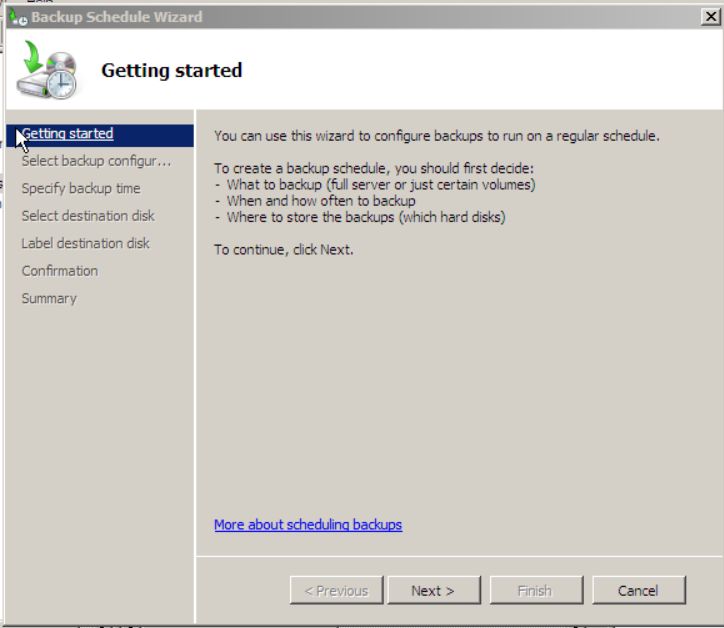 Backup Schedule Wizard
Getting started
Getting started
Select backup configur...
Specify backup time
Select destination disk
Label destination disk
Confirmation
Summary
You can use this wizard to configure backups to run on a regular schedule.
To create a backup schedule, you should first decide:
- What to backup (full server or just certain volumes)
- When and how often to backup
- Where to store the backups (which hard disks)
To continue, click Next.
More about scheduling backups
< Previous
Next >
Finish
Cancel